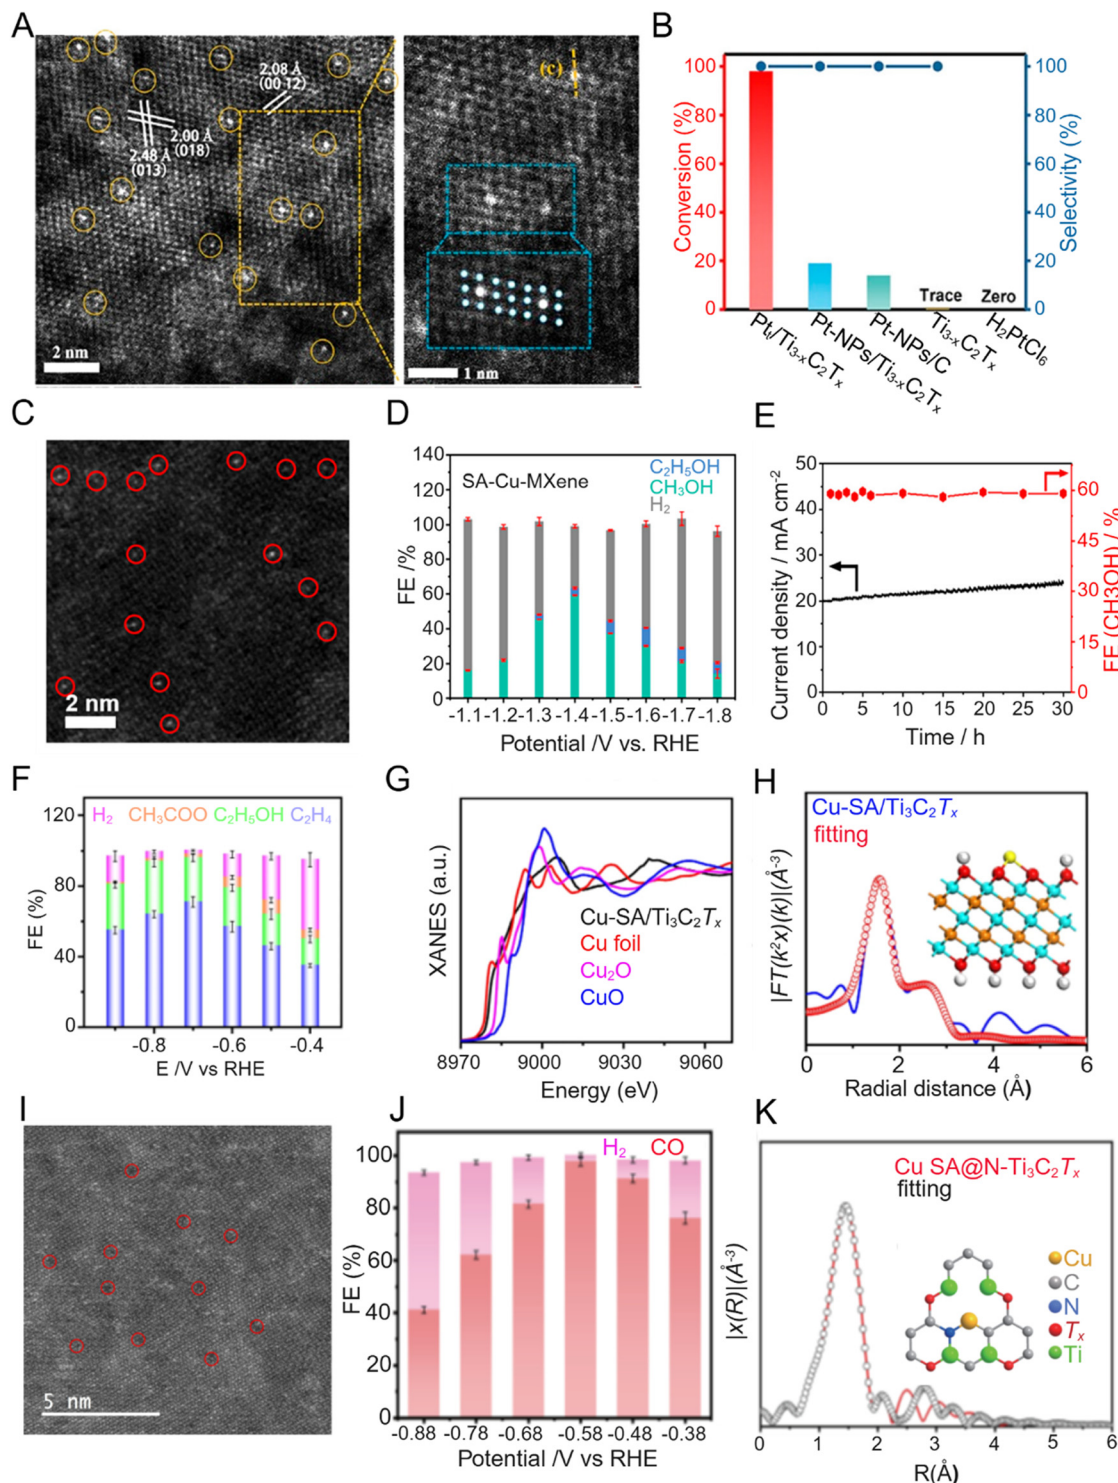 A
2.08 Å
(00-12)
2.00 Å
(018)
2.48 Å
(013)
2 nm
(c)
1 nm
B
Conversion (%)
100
80
60
40
20
0
Trace
Zero
Pt₁/Ti₃₋ₓC₂Tₓ
Pt-NPs/Ti₃₋ₓC₂Tₓ
Pt-NPs/C
Ti₃₋ₓC₂Tₓ
H₂PtCl₆
100
80
60
40
20
0
Selectivity (%)
C
2 nm
D
SA-Cu-MXene
C₂H₅OH
CH₃OH
H₂
FE /%
140
120
100
80
60
40
20
0
-1.1 -1.2 -1.3 -1.4 -1.5 -1.6 -1.7 -1.8
Potential /V vs. RHE
E
Current density / mA cm-2
50
40
30
20
10
0
60
45
30
15
0
FE (CH3OH) / %
0 5 10 15 20 25 30
Time / h
F
H₂ CH₃COO C₂H₅OH C₂H₄
FE (%)
120
80
40
0
-0.8 -0.6 -0.4
E /V vs RHE
G
XANES (a.u.)
Cu-SA/Ti₃C₂Tₓ
Cu foil
Cu₂O
CuO
8970 9000 9030 9060
Energy (eV)
H
Cu-SA/Ti₃C₂Tₓ
fitting
|FT(k²x)(k)|(Å⁻³)
0 2 4 6
Radial distance (Å)
I
5 nm
J
H₂ CO
FE (%)
100
80
60
40
20
0
-0.88 -0.78 -0.68 -0.58 -0.48 -0.38
Potential/V vs RHE
K
Cu SA@N-Ti₃C₂Tₓ
fitting
|x(R)|(Å⁻³)
Cu
C
N
Tₓ
Ti
0 1 2 3 4 5 6
R(Å)